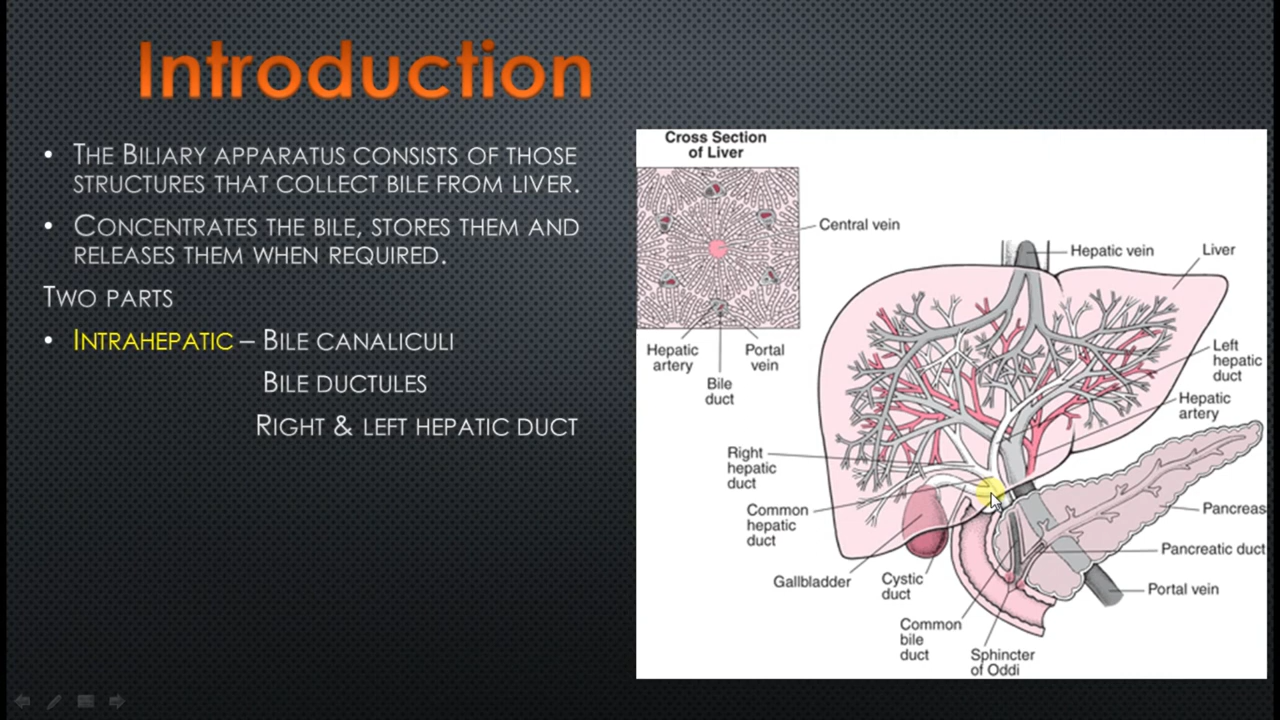 Introduction
• The Biliary apparatus consists of those
structures that collect bile from liver.
• Concentrates the bile, stores them and
releases them when required.
Two parts
• Intrahepatic – Bile canaliculi
Bile ductules
Right & left hepatic duct
Cross Section
of Liver
Central vein
Hepatic
artery
Portal
vein
Bile
duct
Hepatic vein
Liver
Left
hepatic
duct
Hepatic
artery
Right
hepatic
duct
Common
hepatic
duct
Gallbladder
Cystic
duct
Common
bile
duct
Sphincter
of Oddi
Pancreas
Pancreatic duct
Portal vein